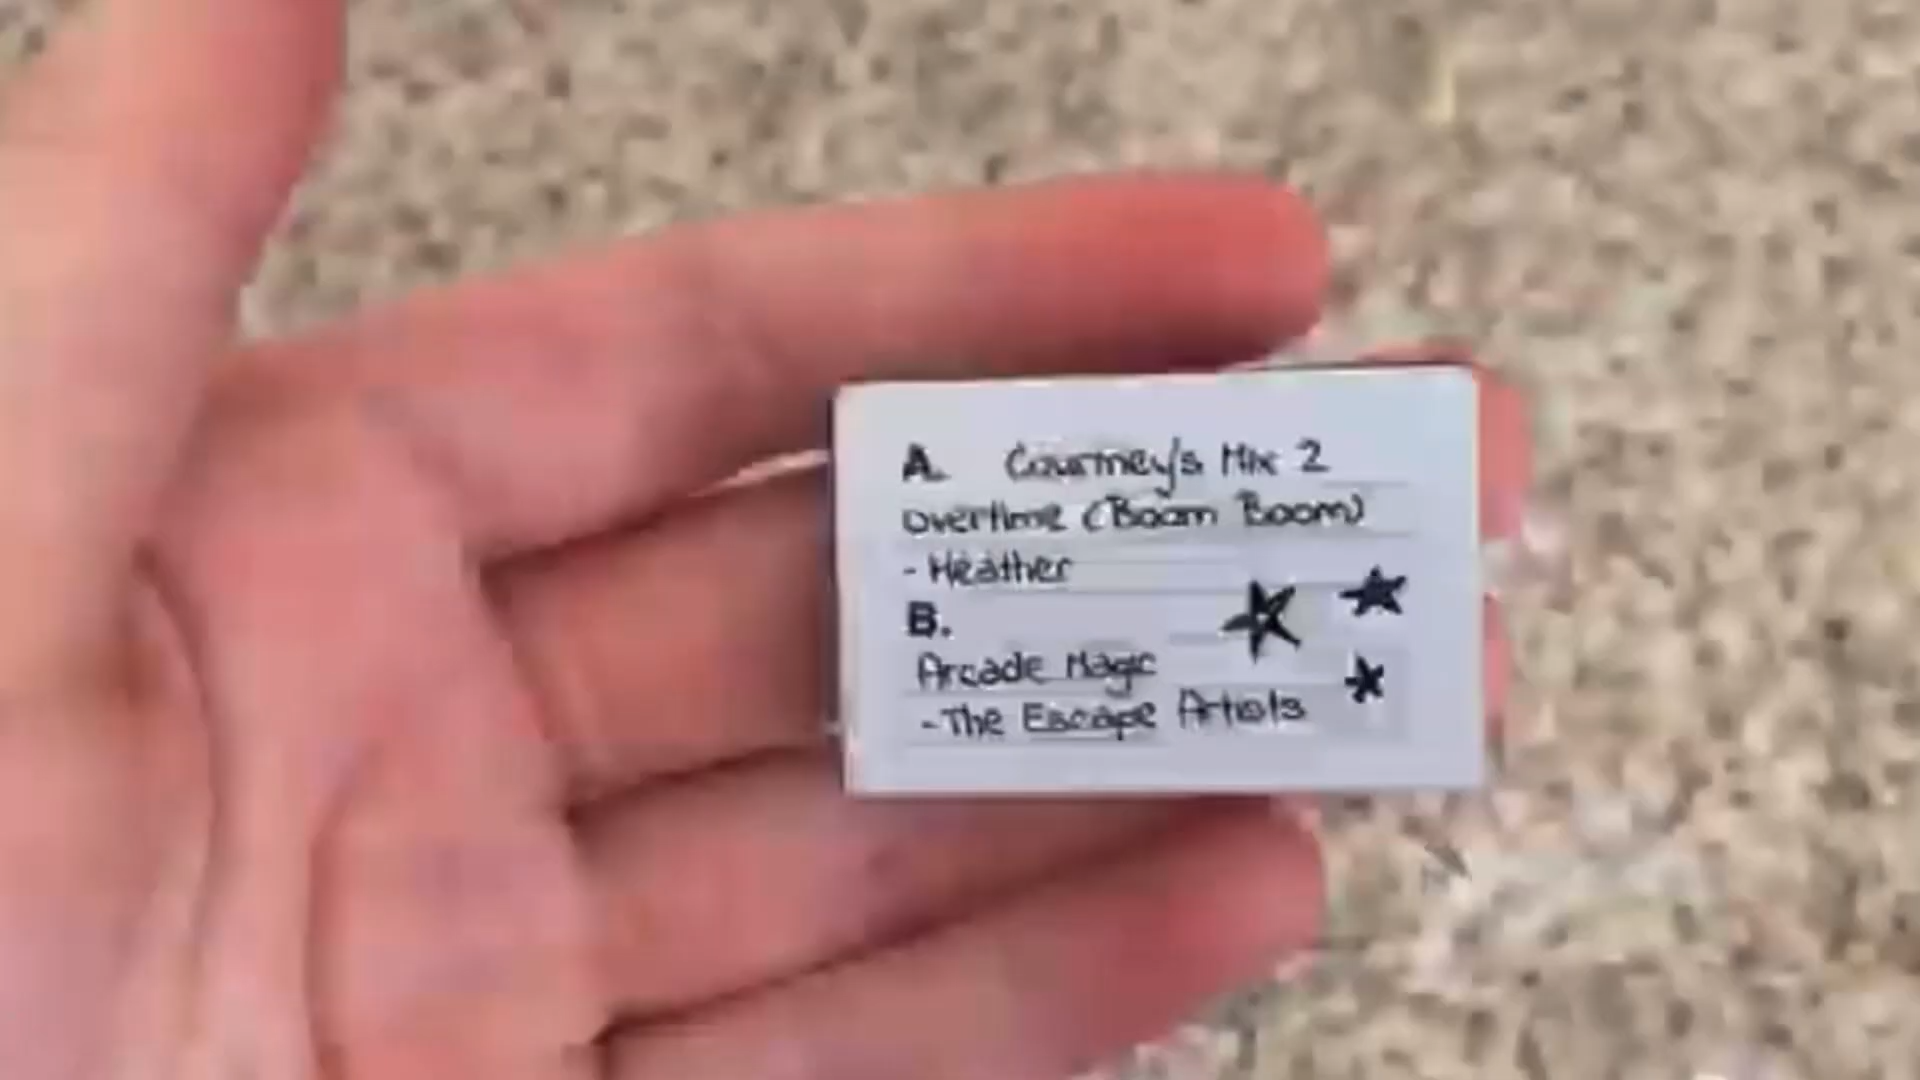 A. Courtney's Mix 2
Overtime (Boom Boom)
- Heather
B.
Arcade Magic
- The Escape Artists